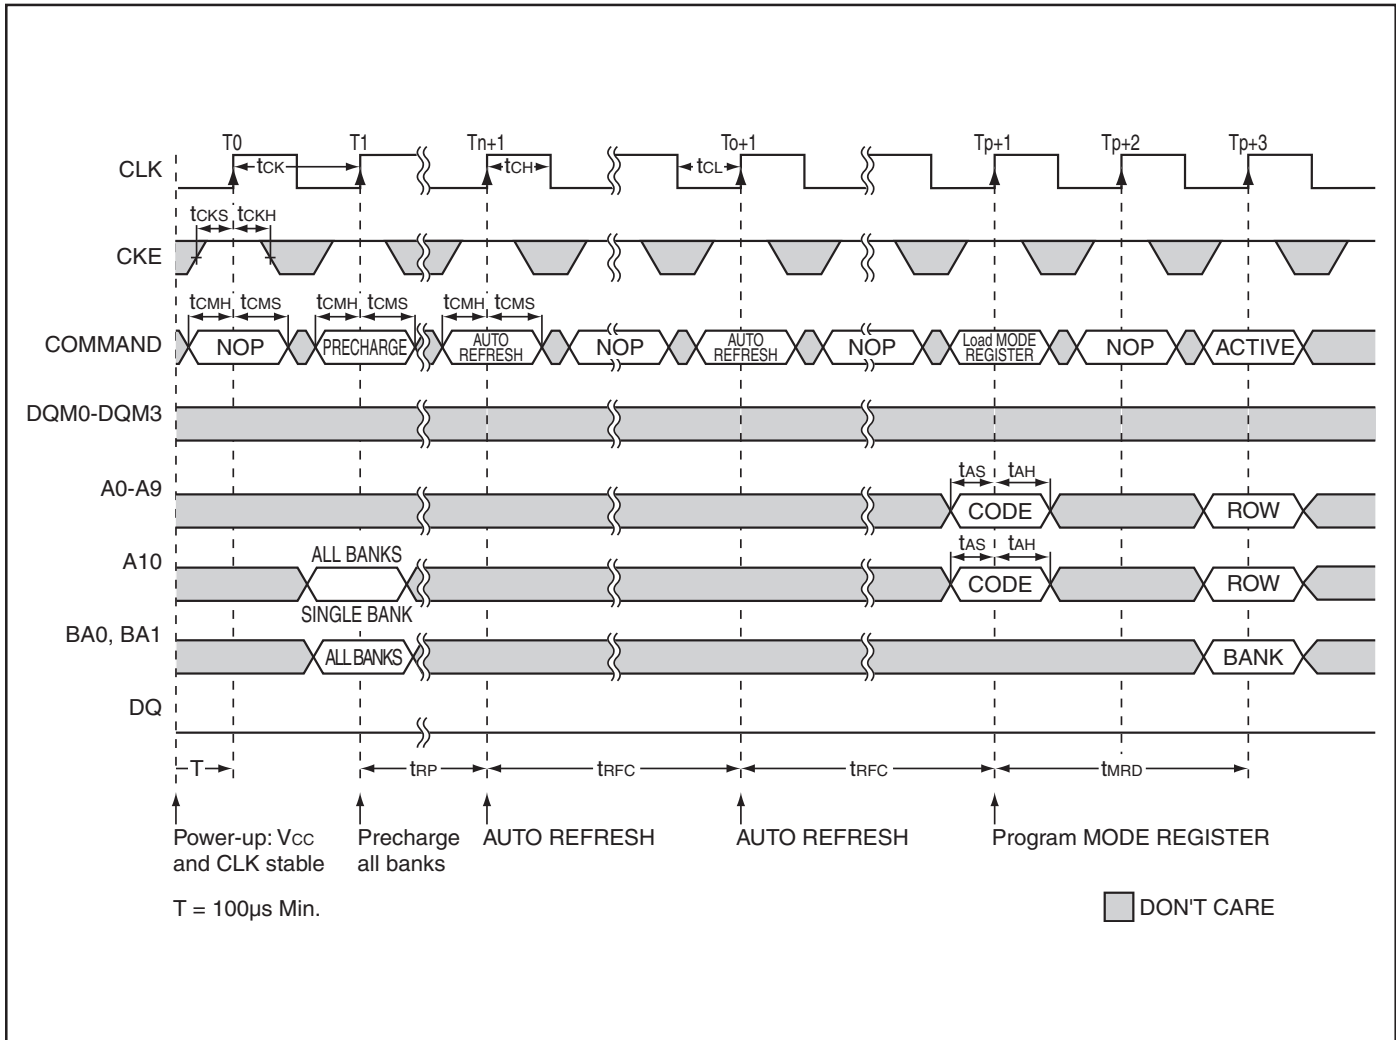 T0 T1 Tn+1 To+1 Tp+1 Tp+2 Tp+3
CLK tCK tCH tCL
tCKS tCKH
CKE
tCMH tCMS tCMH tCMS tCMH tCMS
COMMAND NOP PRECHARGE AUTO REFRESH NOP AUTO REFRESH NOP Load MODE REGISTER NOP ACTIVE
DQM0-DQM3
tAS tAH
A0-A9 CODE ROW
ALL BANKS tAS tAH
A10 CODE ROW
SINGLE BANK
BA0, BA1 ALL BANKS BANK
DQ
T tRP tRFC tRFC tMRD
Power-up: VCC
and CLK stable
Precharge
all banks
AUTO REFRESH
AUTO REFRESH
Program MODE REGISTER
T = 100µs Min.
DON'T CARE